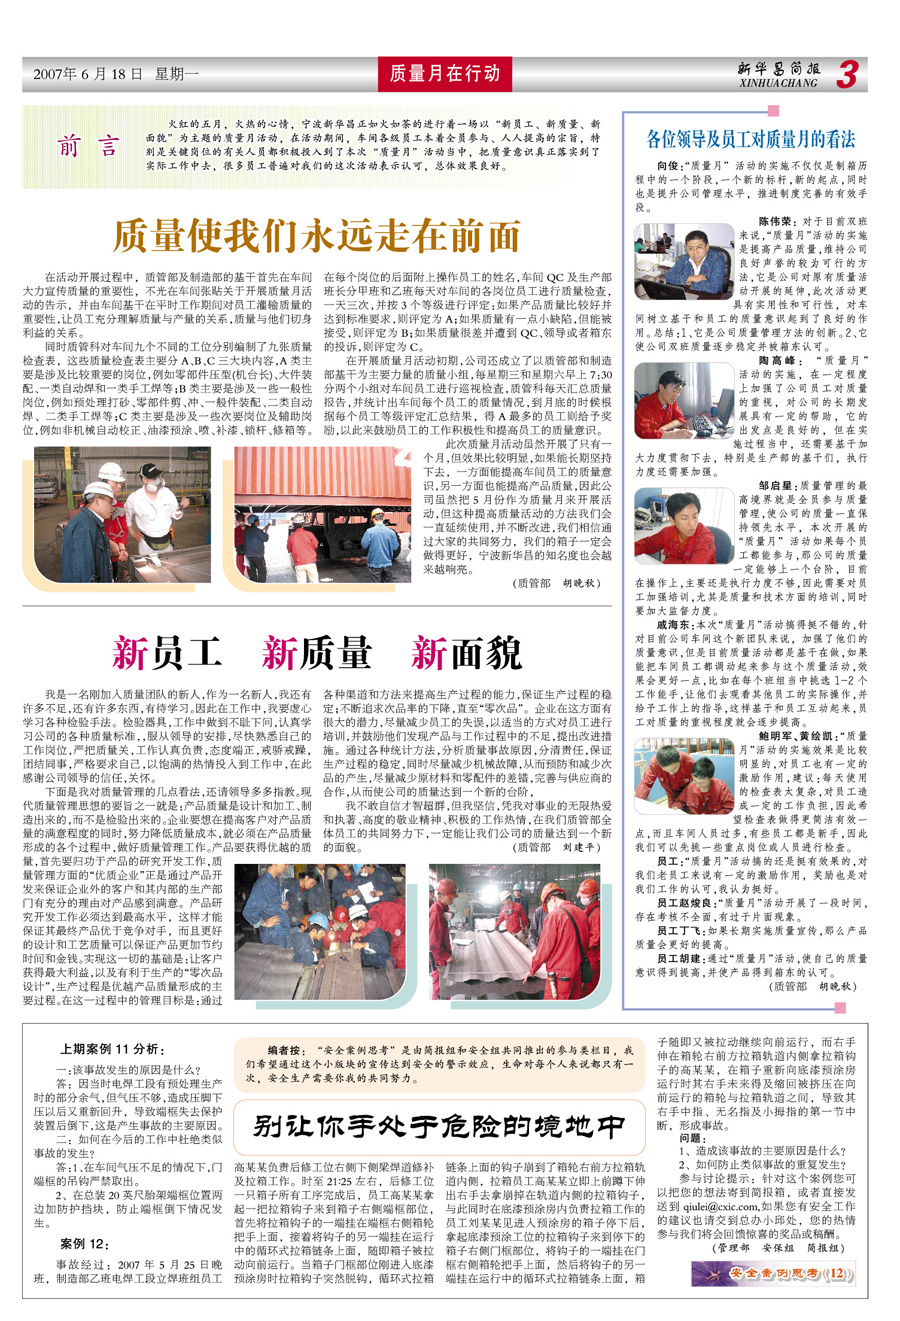 2007年 6 月 18 日　星期一
质量月在行动
新华昌简报
XINHUACHANG
3
前 言
火红的五月，火热的心情，宁波新华昌正如火如荼的进行着一场以“新员工、新质量、新
面貌”为主题的质量月活动，在活动期间，车间各级员工本着全员参与、人人提高的宗旨，特
别是关键岗位的有关人员都积极投入到了本次“质量月”活动当中，把质量意识真正落实到了
实际工作中去，很多员工普遍对我们的这次活动表示认可，总体效果良好。
质量使我们永远走在前面
在活动开展过程中，质管部及制造部的基干首先在车间
大力宣传质量的重要性，不光在车间张贴关于开展质量月活
动的告示，并由车间基干在平时工作期间对员工灌输质量的
重要性,让员工充分理解质量与产量的关系,质量与他们切身
利益的关系。
同时质管科对车间九个不同的工位分别编制了九张质量
检查表，这些质量检查表主要分 A、B、C 三大块内容,A 类主
要是涉及比较重要的岗位,例如零部件压型(机台长)、大件装
配、一类自动焊和一类手工焊等;B 类主要是涉及一些一般性
岗位,例如预处理打砂、零部件剪、冲、一般件装配、二类自动
焊、二类手工焊等;C 类主要是涉及一些次要岗位及辅助岗
位,例如非机械自动校正、油漆预涂、喷、补漆、锁杆、修箱等。
在每个岗位的后面附上操作员工的姓名,车间 QC 及生产部
班长分甲班和乙班每天对车间的各岗位员工进行质量检查,
一天三次,并按 3 个等级进行评定;如果产品质量比较好并
达到标准要求,则评定为 A;如果质量有一点小缺陷,但能被
接受,则评定为 B;如果质量很差并遭到 QC、领导或者箱东
的投诉,则评定为 C。
在开展质量月活动初期,公司还成立了以质管部和制造
部基干为主要力量的质量小组,每星期三和星期六早上 7:30
分两个小组对车间员工进行巡视检查,质管科每天汇总质量
报告,并统计出车间每个员工的质量情况,到月底的时候根
据每个员工等级评定汇总结果，得 A 最多的员工则给予奖
励,以此来鼓励员工的工作积极性和提高员工的质量意识。
此次质量月活动虽然开展了只有一
个月,但效果比较明显,如果能长期坚持
下去，一方面能提高车间员工的质量意
识,另一方面也能提高产品质量,因此公
司虽然把 5 月份作为质量月来开展活
动,但这种提高质量活动的方法我们会
一直延续使用,并不断改进,我们相信通
过大家的共同努力，我们的箱子一定会
做得更好，宁波新华昌的知名度也会越
来越响亮。
(质管部　胡晚秋)
新员工　新质量　新面貌
我是一名刚加入质量团队的新人,作为一名新人,我还有
许多不足,还有许多东西,有待学习。因此在工作中,我要虚心
学习各种检验手法。检验器具,工作中做到不耻下问,认真学
习公司的各种质量标准,,服从领导的安排,尽快熟悉自己的
工作岗位,严把质量关,工作认真负责,态度端正,戒骄戒躁,
团结同事,严格要求自己,以饱满的热情投入到工作中,在此
感谢公司领导的信任,关怀。
下面是我对质量管理的几点看法,还请领导多多指教。现
代质量管理思想的要旨之一就是:产品质量是设计和加工、制
造出来的,而不是检验出来的。企业要想在提高客户对产品质
量的满意程度的同时,努力降低质量成本,就必须在产品质量
形成的各个过程中,做好质量管理工作。产品要获得优越的质
量,首先要归功于产品的研究开发工作,质
量管理方面的“优质企业”正是通过产品开
发来保证企业外的客户和其内部的生产部
门有充分的理由对产品感到满意。产品研
究开发工作必须达到最高水平，这样才能
保证其最终产品优于竞争对手，而且更好
的设计和工艺质量可以保证产品更加节约
时间和金钱。实现这一切的基础是:让客户
获得最大利益,以及有利于生产的“零次品
设计”,生产过程是优越产品质量形成的主
要过程。在这一过程中的管理目标是:通过
各种渠道和方法来提高生产过程的能力,保证生产过程的稳
定;不断追求次品率的下降,直至“零次品”。企业在这方面有
很大的潜力,尽量减少员工的失误,以适当的方式对员工进行
培训,并鼓励他们发现产品与工作过程中的不足,提出改进措
施。通过各种统计方法,分析质量事故原因,分清责任,保证
生产过程的稳定,同时尽量减少机械故障,从而预防和减少次
品的产生,尽量减少原材料和零配件的差错,完善与供应商的
合作,从而使公司的质量达到一个新的台阶,
我不敢自信才智超群,但我坚信,凭我对事业的无限热爱
和执著、高度的敬业精神、积极的工作热情,在我们质管部全
体员工的共同努力下,一定能让我们公司的质量达到一个新
的面貌。
(质管部　刘建平)
各位领导及员工对质量月的看法
向俊:“质量月”活动的实施不仅仅是制箱历
程中的一个阶段,一个新的标杆,新的起点,同时
也是提升公司管理水平，推进制度完善的有效手
段。
陈伟荣：对于目前双班
来说,“质量月”活动的实施
是提高产品质量,维持公司
良好声誉的较为可行的方
法,它是公司对原有质量活
动开展的延伸,此次活动更
具有实用性和可行性，对车
间树立基干和员工的质量意识起到了良好的作
用。总结:1、它是公司质量管理方法的创新。2、它
使公司双班质量逐步稳定并被箱东认可。
陶高峰：“质量月”
活动的实施，在一定程度
上加强了公司员工对质量
的重视，对公司的长期发
展具有一定的帮助，它的
出发点是良好的，但在实
施过程当中，还需要基干加
大力度贯彻下去，特别是生产部的基干们，执行
力度还需要加强。
邹启星:质量管理的最
高境界就是全员参与质量
管理,使公司的质量一直保
持领先水平，本次开展的
“质量月”活动如果每个员
工都能参与,那公司的质量
一定能够上一个台阶，目前
在操作上,主要还是执行力度不够,因此需要对员
工加强培训,尤其是质量和技术方面的培训,同时
要加大监督力度。
戚海东:本次“质量月”活动搞得挺不错的,针
对目前公司车间这个新团队来说，加强了他们的
质量意识,但是目前质量活动都是基干在做,如果
能把车间员工都调动起来参与这个质量活动,效
果会更好一点,比如在每个班组当中挑选 1-2 个
工作能手,让他们去观看其他员工的实际操作,并
给予工作上的指导,这样基干和员工互动起来,员
工对质量的重视程度就会逐步提高。
鲍明军、黄绘凯:“质量
月”活动的实施效果是比较
明显的,对员工也有一定的
激励作用,建议:每天使用
的检查表太复杂,对员工造
成一定的工作负担,因此希
望检查表做得更简洁有效一
点,而且车间人员过多,有些员工都是新手,因此
我们可以先挑一些重点岗位或人员进行检查。
员工:“质量月”活动搞的还是挺有效果的,对
我们老员工来说有一定的激励作用，奖励也是对
我们工作的认可,我认为挺好。
员工赵焌良:“质量月”活动开展了一段时间,
存在考核不全面,有过于片面现象。
员工丁飞:如果长期实施质量宣传,那么产品
质量会更好的提高。
员工胡建:通过“质量月”活动,使自己的质量
意识得到提高,并使产品得到箱东的认可。
(质管部　胡晚秋)
上期案例 11 分析：
一:该事故发生的原因是什么?
答：因当时电焊工段有预处理生产
时的部分余气,但气压不够,造成压脚下
压以后又重新回升，导致端框失去保护
装置后倒下,这是产生事故的主要原因。
二：如何在今后的工作中杜绝类似
事故的发生?
答:1、在车间气压不足的情况下,门
端框的吊钩严禁取出。
2、在总装 20 英尺胎架端框位置两
边加防护挡块，防止端框倒下情况发
生。
案例 12：
事故经过：2007 年 5 月 25 日晚
班，制造部乙班电焊工段立焊班组员工
编者按：“安全案例思考”是由简报组和安全组共同推出的参与类栏目，我
们希望通过这个小版块的宣传达到安全的警示效应，生命对每个人来说都只有一
次，安全生产需要你我的共同努力。
别让你手处于危险的境地中
高某某负责后修工位右侧下侧梁焊道修补
及拉箱工作。时至 21:25 左右，后修工位
一只箱子所有工序完成后，员工高某某拿
起一把拉箱钩子来到箱子右侧端框部位，
首先将拉箱钩子的一端挂在端框右侧箱轮
把手上面，接着将钩子的另一端挂在运行
中的循环式拉箱链条上面，随即箱子被拉
动向前运行。当箱子门框部位刚进入底漆
预涂房时拉箱钩子突然脱钩，循环式拉箱
链条上面的钩子崩到了箱轮右前方拉箱轨
道内侧，拉箱员工高某某立即上前蹲下伸
出右手去拿崩掉在轨道内侧的拉箱钩子，
与此同时在底漆预涂房内负责拉箱工作的
员工刘某某见进入预涂房的箱子停下后，
拿起底漆预涂工位的拉箱钩子来到停下的
箱子右侧门框部位，将钩子的一端挂在门
框右侧箱轮把手上面，然后将钩子的另一
端挂在运行中的循环式拉箱链条上面，箱
子随即又被拉动继续向前运行，而右手
伸在箱轮右前方拉箱轨道内侧拿拉箱钩
子的高某某，在箱子重新向底漆预涂房
运行时其右手未来得及缩回被挤压在向
前运行的箱轮与拉箱轨道之间，导致其
右手中指、无名指及小拇指的第一节中
断，形成事故。
问题：
1、造成该事故的主要原因是什么?
2、如何防止类似事故的重复发生?
参与讨论提示：针对这个案例您可
以把您的想法寄到简报箱，或者直接发
送到 qiulei@cxic.com,如果您有安全工作
的建议也请交到总办小邱处，您的热情
参与我们将会回馈惊喜的奖品或稿酬。
(管理部　安保组　简报组)
安全案例思考(12)